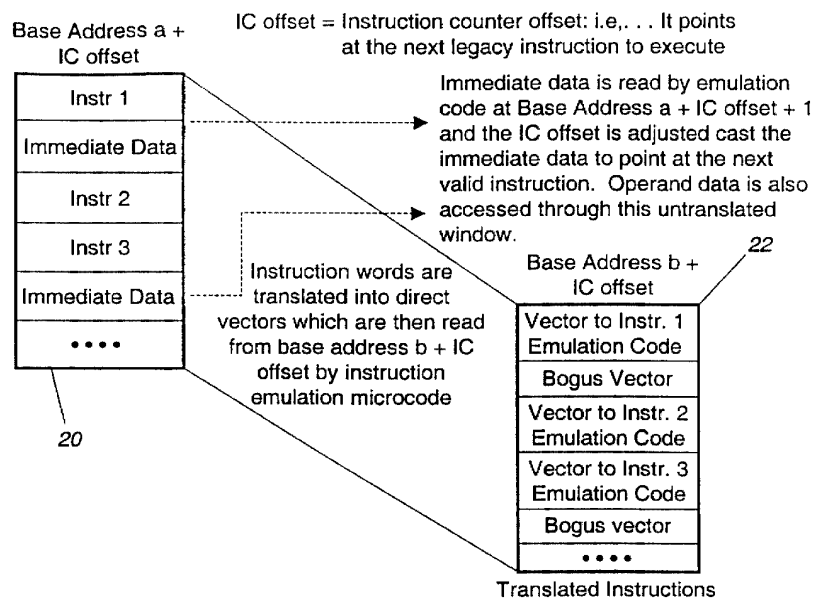 IC offset = Instruction counter offset: i.e,. . . It points
at the next legacy instruction to execute
Base Address a +
IC offset
Instr 1
Immediate Data
Instr 2
Instr 3
Immediate Data
••••
20
Immediate data is read by emulation
code at Base Address a + IC offset + 1
and the IC offset is adjusted cast the
immediate data to point at the next
valid instruction. Operand data is also
accessed through this untranslated
window.
Instruction words are
translated into direct
vectors which are then read
from base address b + IC
offset by instruction
emulation microcode
22
Base Address b +
IC offset
Vector to Instr. 1
Emulation Code
Bogus Vector
Vector to Instr. 2
Emulation Code
Vector to Instr. 3
Emulation Code
Bogus vector
••••
Translated Instructions